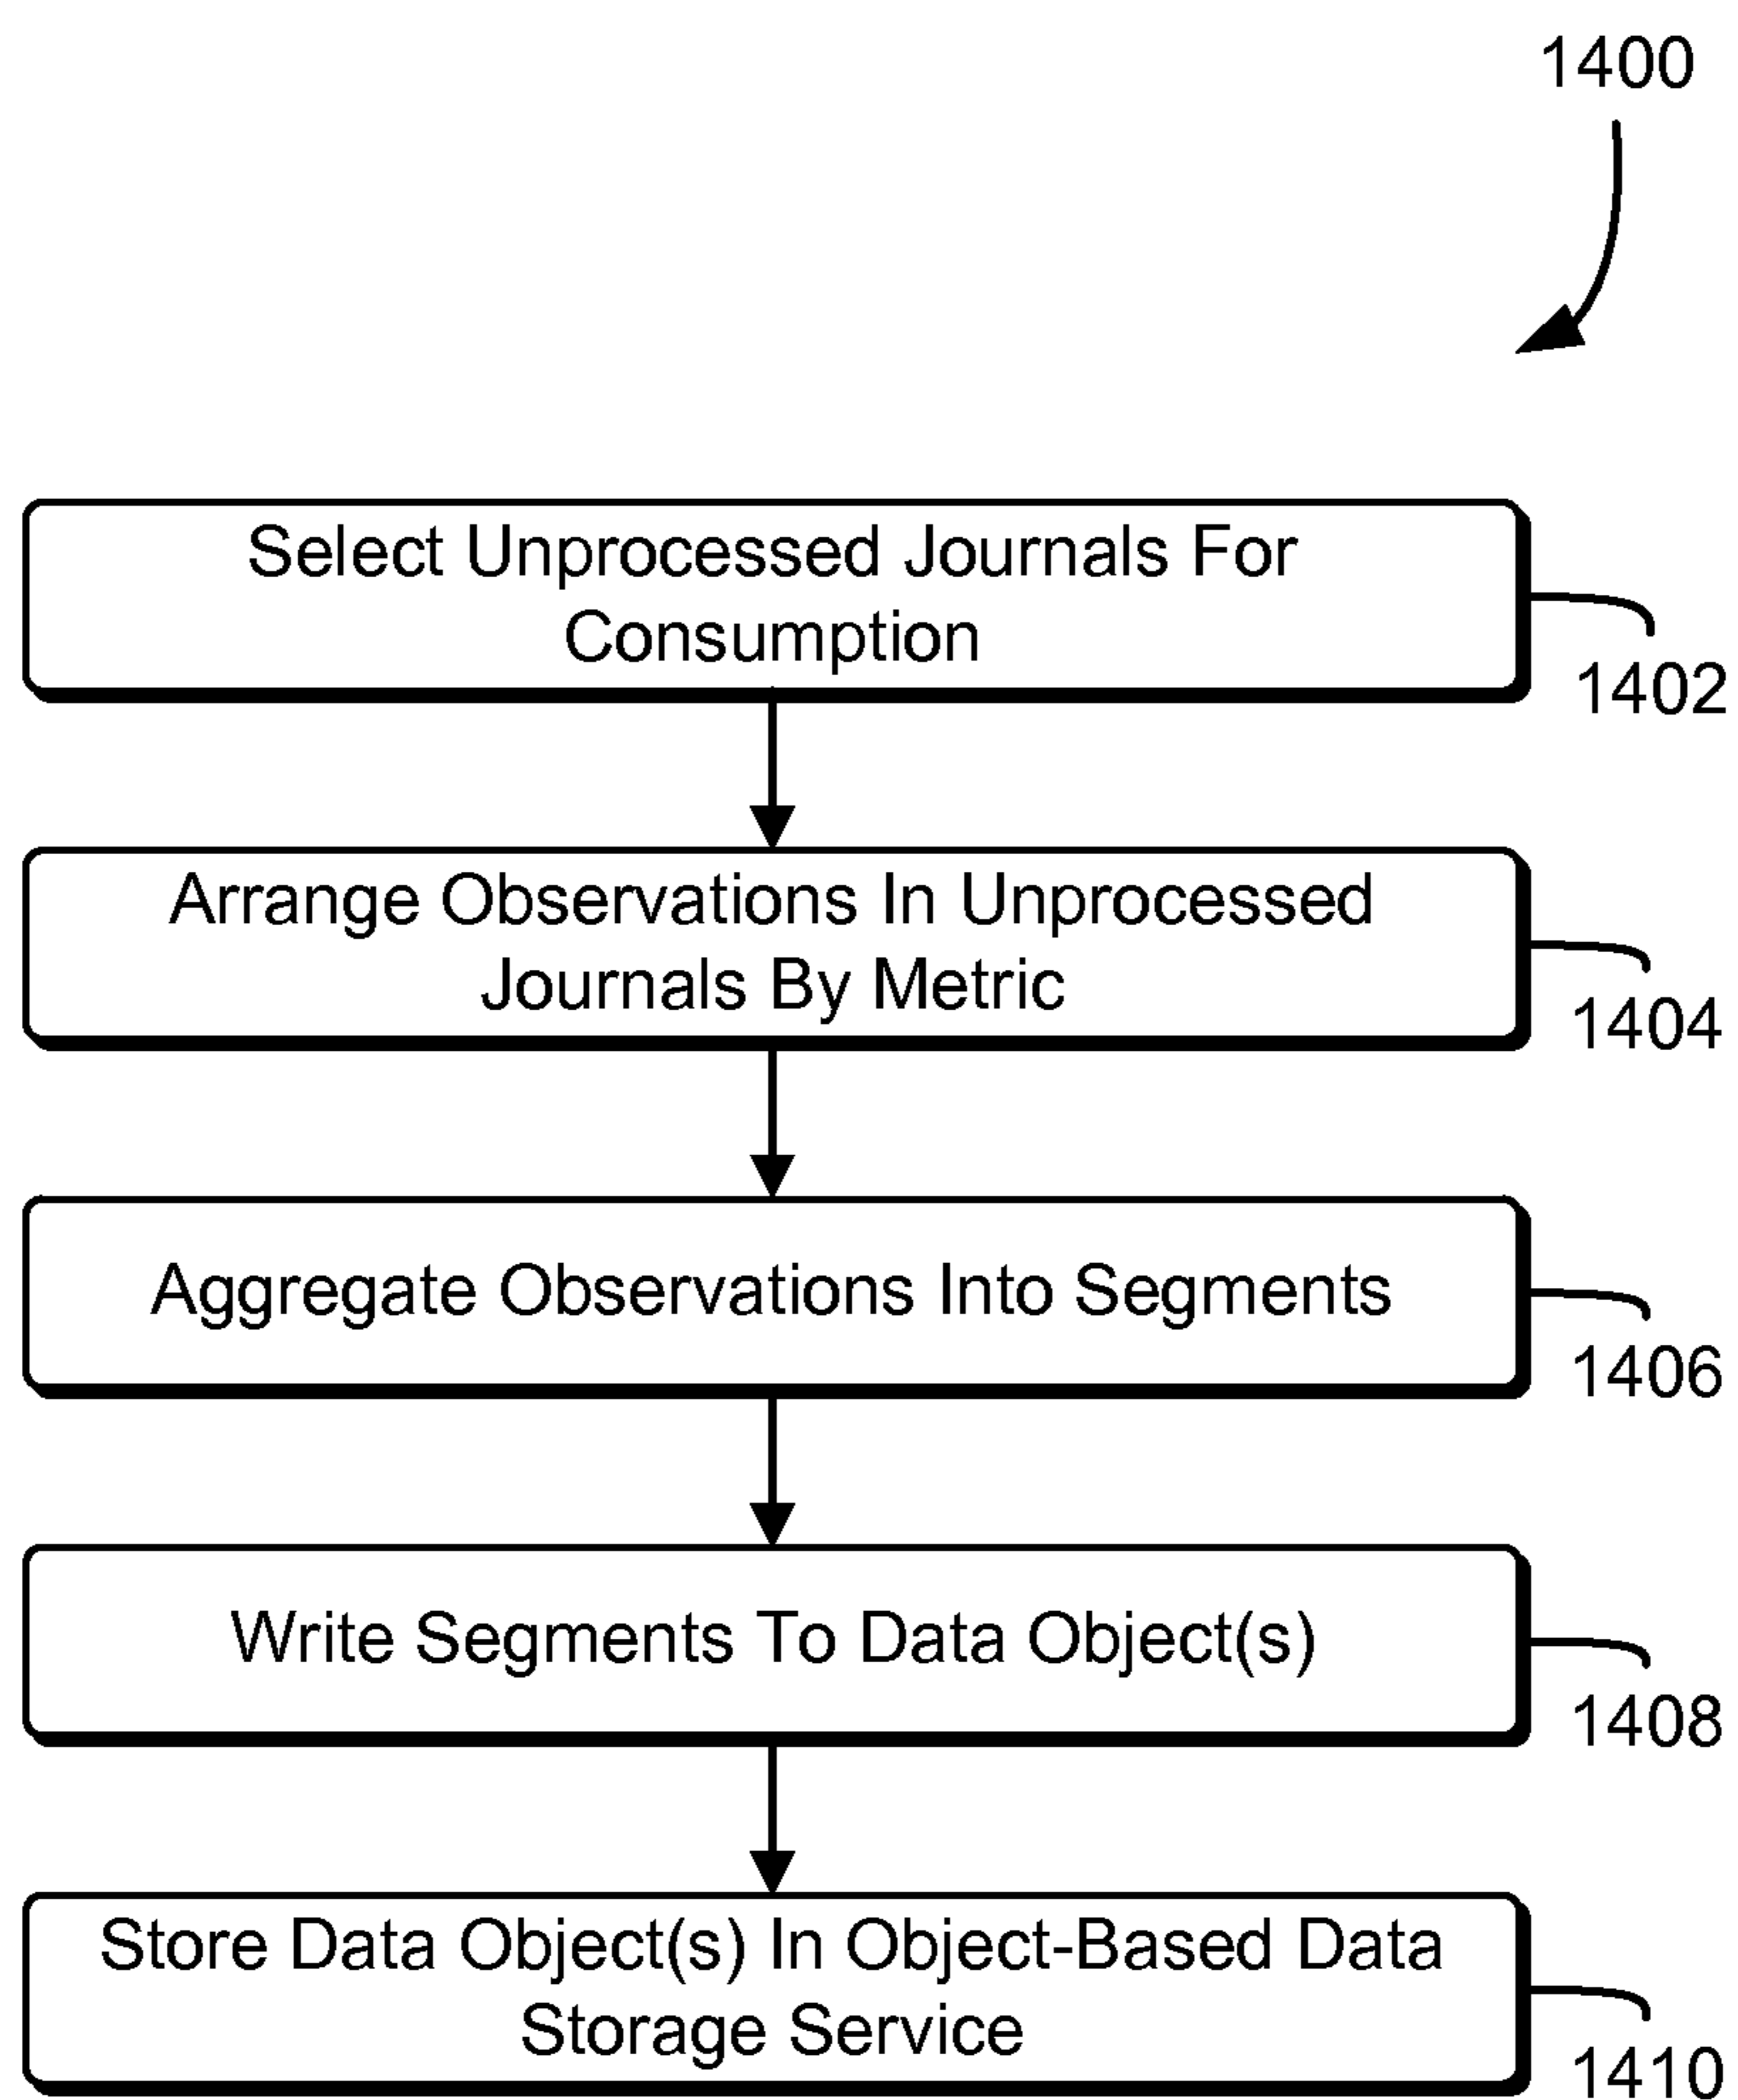 1400
Select Unprocessed Journals For
Consumption
1402
Arrange Observations In Unprocessed
Journals By Metric
1404
Aggregate Observations Into Segments
1406
Write Segments To Data Object(s)
1408
Store Data Object(s) In Object-Based Data
Storage Service
1410